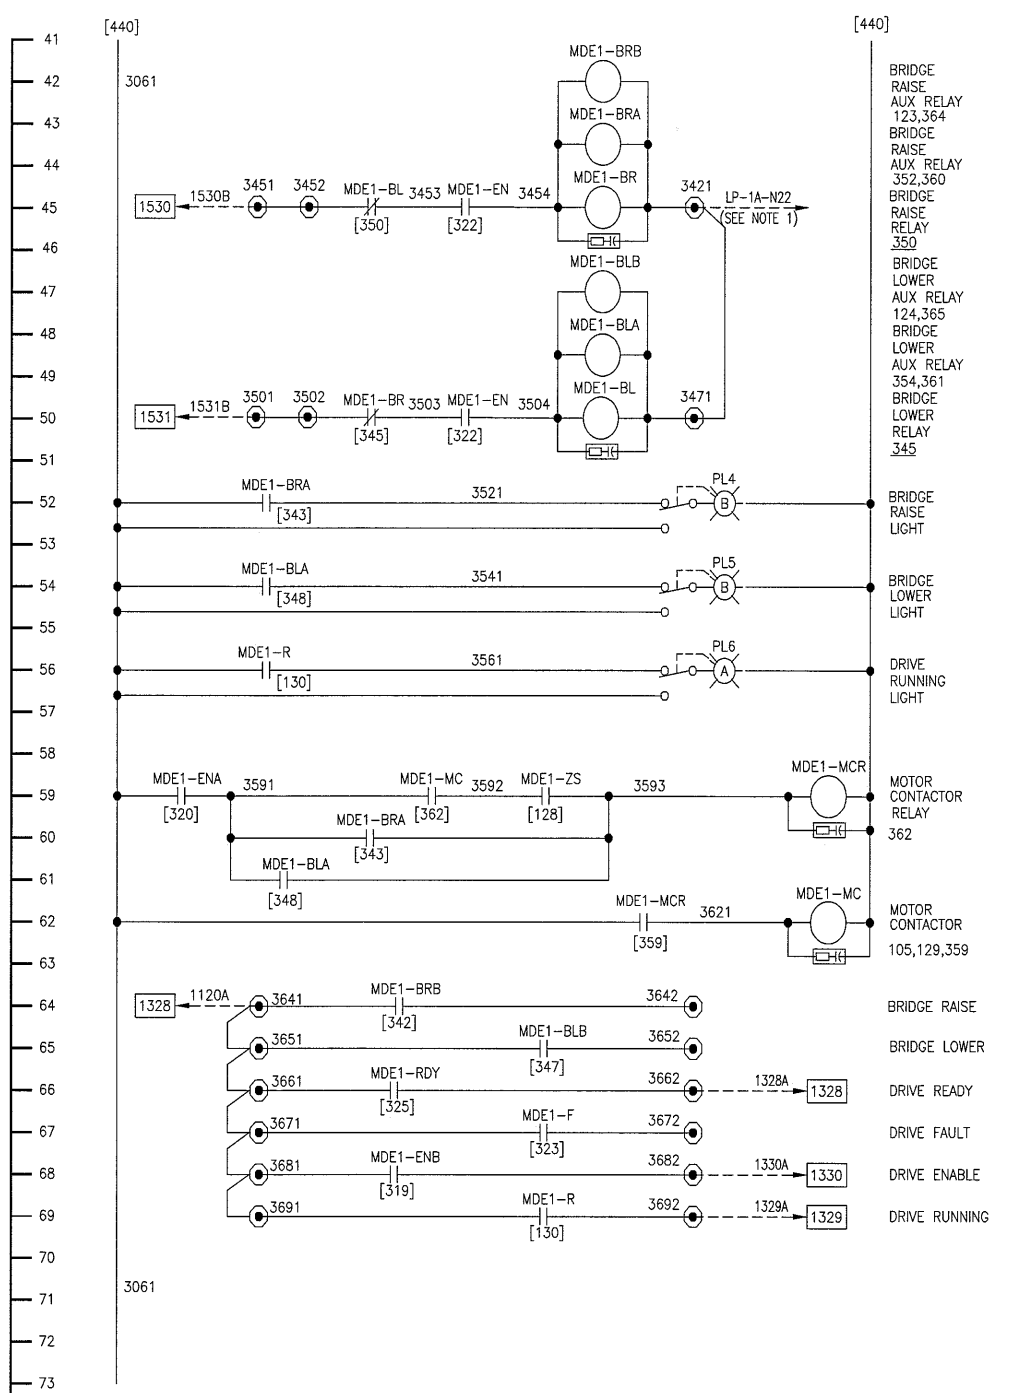 [440] [440]
41
MDE1-BRB
42 3061
BRIDGE
RAISE
AUX RELAY
123,364
43
MDE1-BRA
BRIDGE
RAISE
AUX RELAY
352,360
44
MDE1-BR
45 1530 1530B 3451 3452 MDE1-BL 3453 MDE1-EN 3454 3421 LP-1A-N22
[350] [322] (SEE NOTE 1)
BRIDGE
RAISE
RELAY
350
46
MDE1-BLB
BRIDGE
LOWER
AUX RELAY
124,365
47
48
MDE1-BLA
BRIDGE
LOWER
AUX RELAY
354,361
49
MDE1-BL
50 1531 1531B 3501 3502 MDE1-BR 3503 MDE1-EN 3504 3471
[345] [322]
BRIDGE
LOWER
RELAY
345
51
MDE1-BRA PL4
52 3521 B
[343]
BRIDGE
RAISE
LIGHT
53
MDE1-BLA PL5
54 3541 B
[348]
BRIDGE
LOWER
LIGHT
55
MDE1-R PL6
56 3561 A
[130]
DRIVE
RUNNING
LIGHT
57
58
MDE1-MCR
59 MDE1-ENA 3591 MDE1-MC 3592 MDE1-ZS 3593
[320] [362] [128]
MOTOR
CONTACTOR
RELAY
362
MDE1-BRA
60
[343]
MDE1-BLA
61
[348]
MDE1-MCR MDE1-MC
62 3621
[359]
MOTOR
CONTACTOR
105,129,359
63
64 1328 1120A 3641 MDE1-BRB 3642 BRIDGE RAISE
[342]
65 3651 MDE1-BLB 3652 BRIDGE LOWER
[347]
66 3661 MDE1-RDY 3662 1328A 1328 DRIVE READY
[325]
67 3671 MDE1-F 3672 DRIVE FAULT
[323]
68 3681 MDE1-ENB 3682 1330A 1330 DRIVE ENABLE
[319]
69 3691 MDE1-R 3692 1329A 1329 DRIVE RUNNING
[130]
70
3061
71
72
73